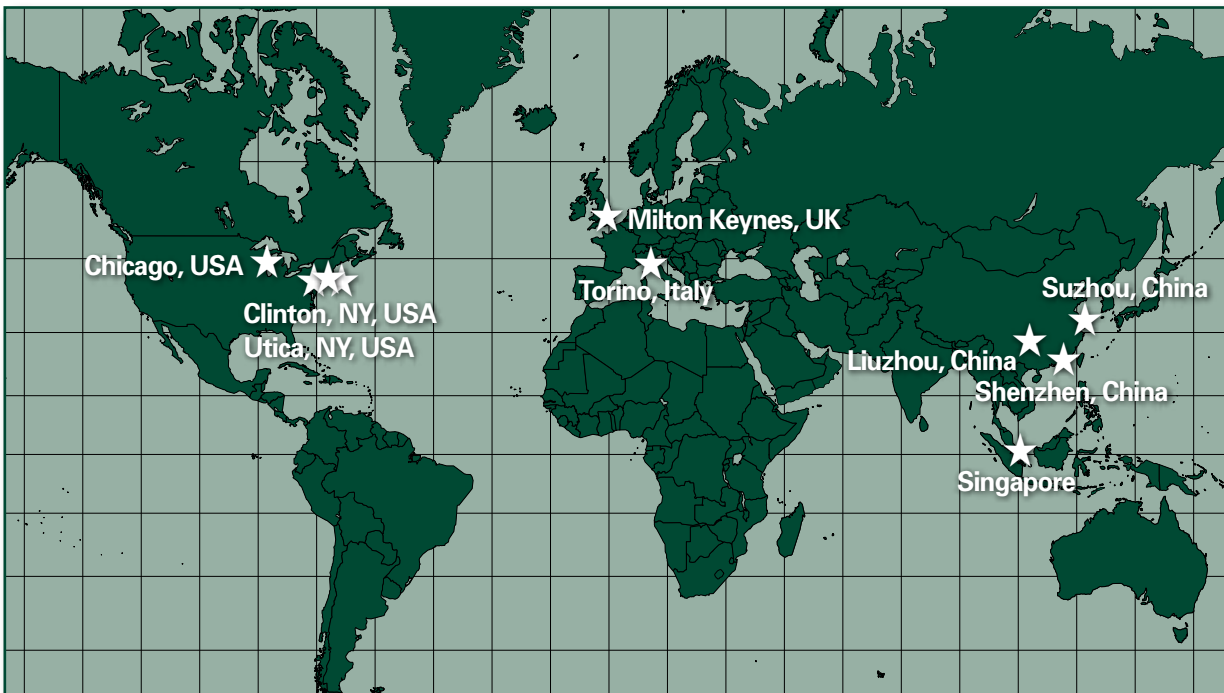 Milton Keynes, UK
Chicago, USA
Torino, Italy
Suzhou, China
Clinton, NY, USA
Utica, NY, USA
Liuzhou, China
Shenzhen, China
Singapore